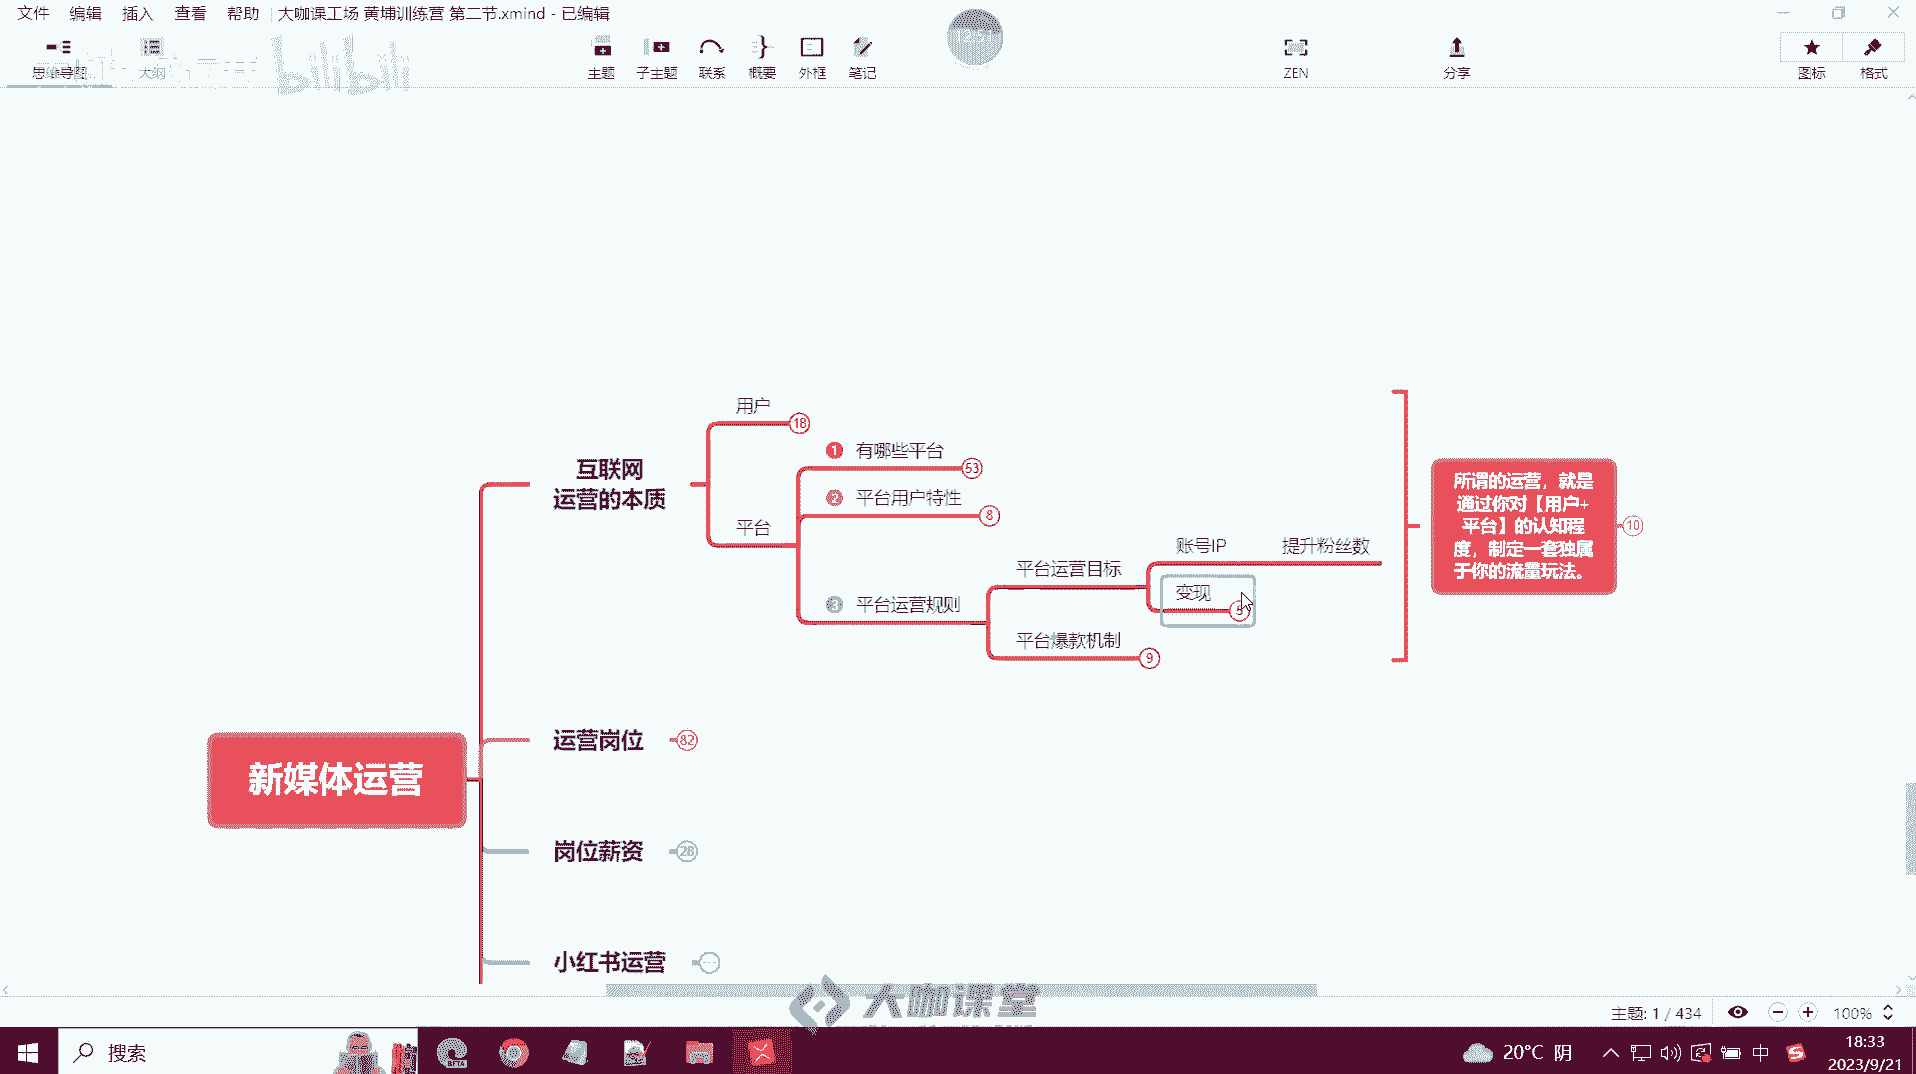 文件 编辑 插入 查看 帮助 大咖课工场 黄埔训练营 第二节.xmind - 已编辑
思维导图 大纲 主题 子主题 联系 概要 外框 笔记 ZEN 分享 图标 格式
bilibili
用户 18
1 有哪些平台 53
互联网
运营的本质
2 平台用户特性 8
平台
账号IP 提升粉丝数
平台运营目标
变现 5
3 平台运营规则
平台爆款机制 9
所谓的运营,就是
通过你对【用户+
平台】的认知程
度,制定一套独属
于你的流量玩法。
10
运营岗位 82
新媒体运营
岗位薪资 28
小红书运营
大咖课堂
主题: 1 / 434 100%
搜索
BETA
20°C 阴 中
18:33
2023/9/21